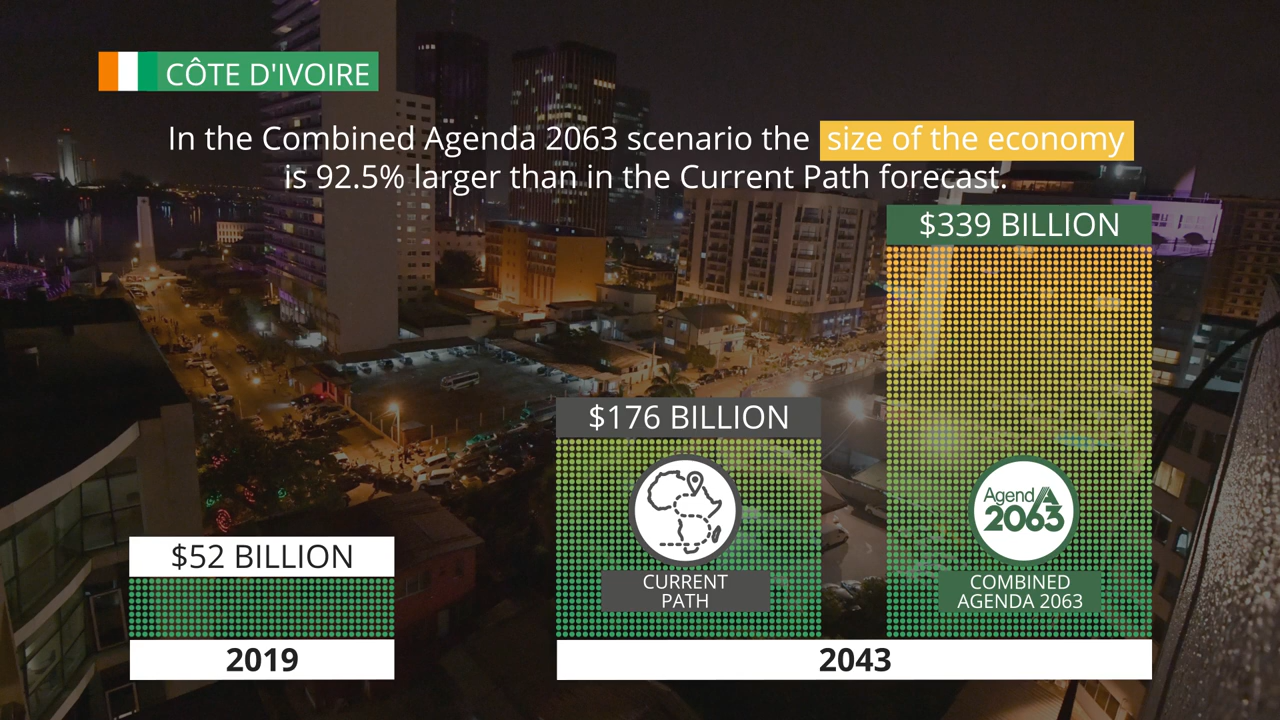 CÔTE D'IVOIRE
In the Combined Agenda 2063 scenario the size of the economy
is 92.5% larger than in the Current Path forecast.
$339 BILLION
$176 BILLION
Agenda
2063
$52 BILLION
CURRENT
PATH
COMBINED
AGENDA 2063
2019
2043